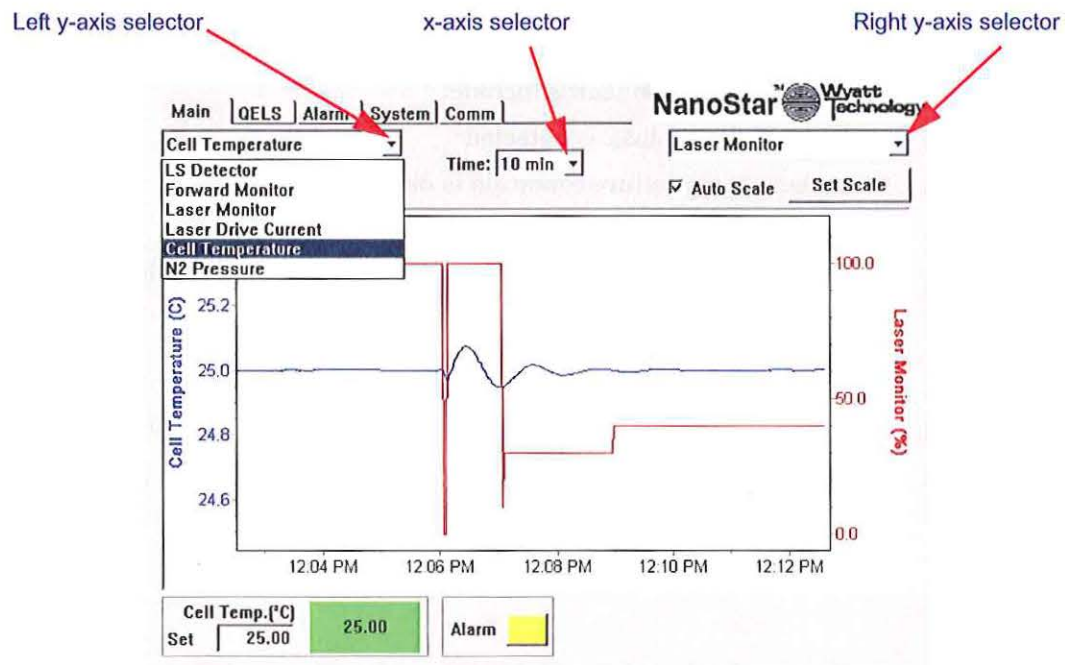 Left y-axis selector
x-axis selector
Right y-axis selector
Main
QELS
Alarm
System
Comm
NanoStar™
Wyatt
Technology
Cell Temperature
Time: 10 min
Laser Monitor
Auto Scale
Set Scale
LS Detector
Forward Monitor
Laser Monitor
Laser Drive Current
Cell Temperature
N2 Pressure
Cell Temperature (C)
25.2
25.0
24.8
24.6
100.0
50.0
0.0
Laser Monitor (%)
12:04 PM
12:06 PM
12:08 PM
12:10 PM
12:12 PM
Cell Temp.(°C)
Set
25.00
25.00
Alarm